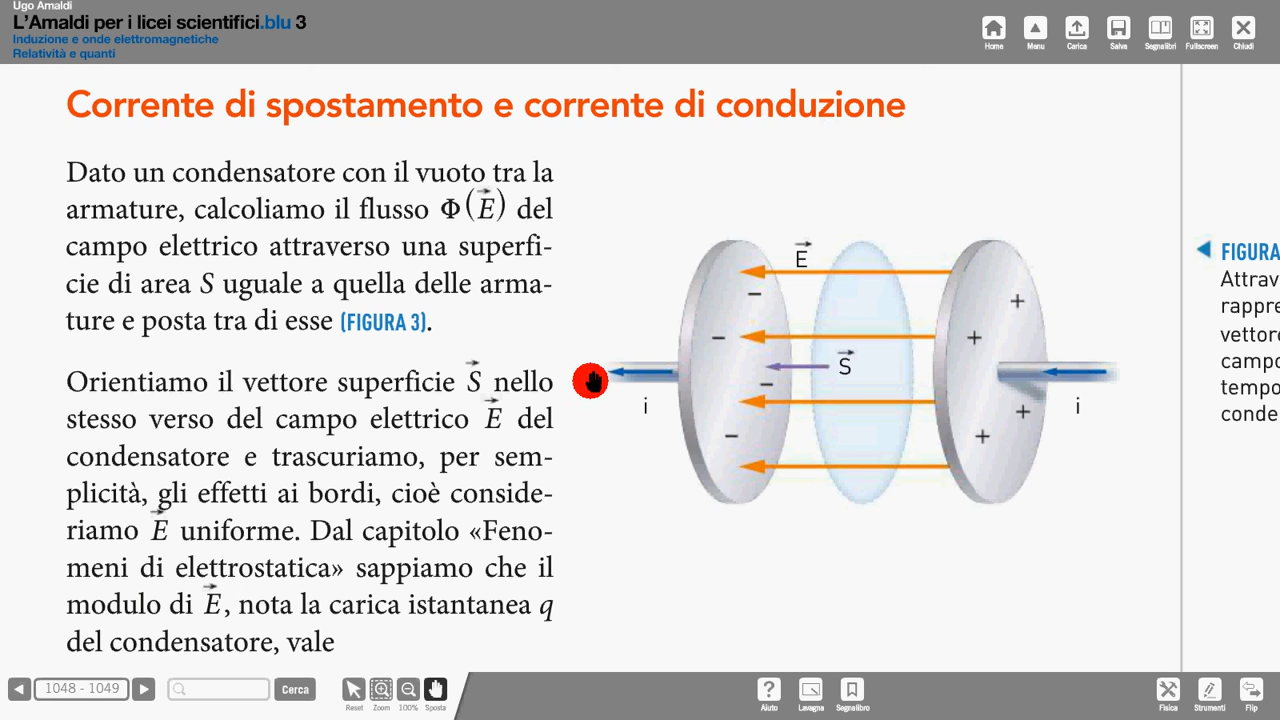 Ugo Amaldi
L'Amaldi per i licei scientifici.blu 3
Induzione e onde elettromagnetiche
Relatività e quanti
Home
Menu
Carica
Salva
Segnalibri
Fullscreen
Chiudi
Corrente di spostamento e corrente di conduzione
Dato un condensatore con il vuoto tra la
armature, calcoliamo il flusso Φ(E⃗) del
campo elettrico attraverso una superfi-
cie di area S uguale a quella delle arma-
ture e posta tra di esse (FIGURA 3).
Orientiamo il vettore superficie S⃗ nello
stesso verso del campo elettrico E⃗ del
condensatore e trascuriamo, per sem-
plicità, gli effetti ai bordi, cioè conside-
riamo E⃗ uniforme. Dal capitolo «Feno-
meni di elettrostatica» sappiamo che il
modulo di E⃗, nota la carica istantanea q
del condensatore, vale
E⃗
S⃗
i
i
− − − −
+ + + +
FIGURA
Attrav
rappre
vettore
campo
tempo
conde
1048 - 1049
Cerca
Reset
Zoom
100%
Sposta
?
Aiuto
Lavagna
Segnalibro
Fisica
Strumenti
Flip